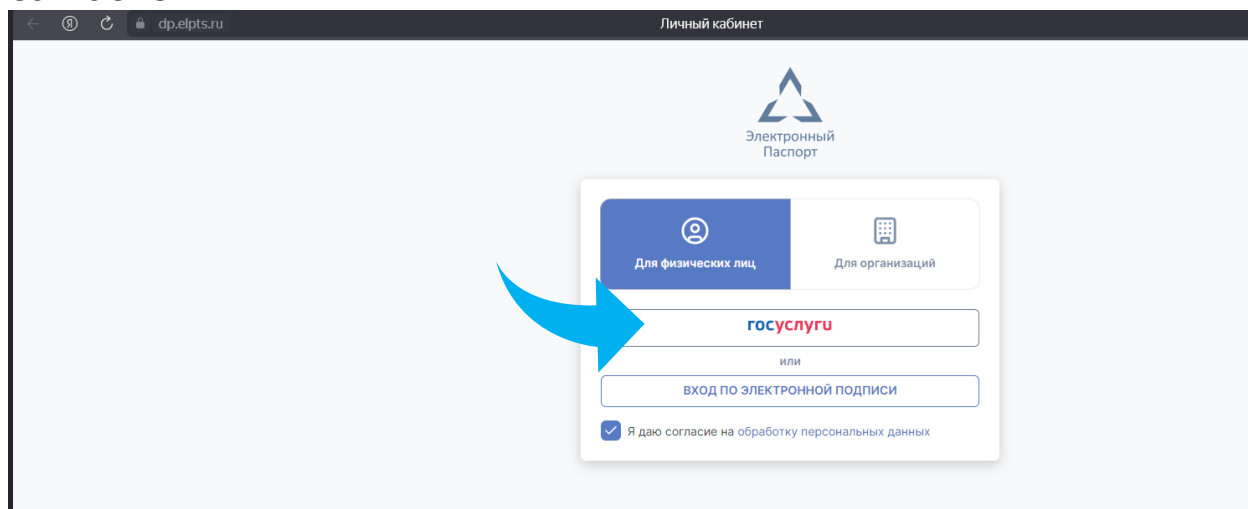 dp.elpts.ru Личный кабинет
Электронный
Паспорт
Для физических лиц Для организаций
госуслуги
или
ВХОД ПО ЭЛЕКТРОННОЙ ПОДПИСИ
Я даю согласие на обработку персональных данных